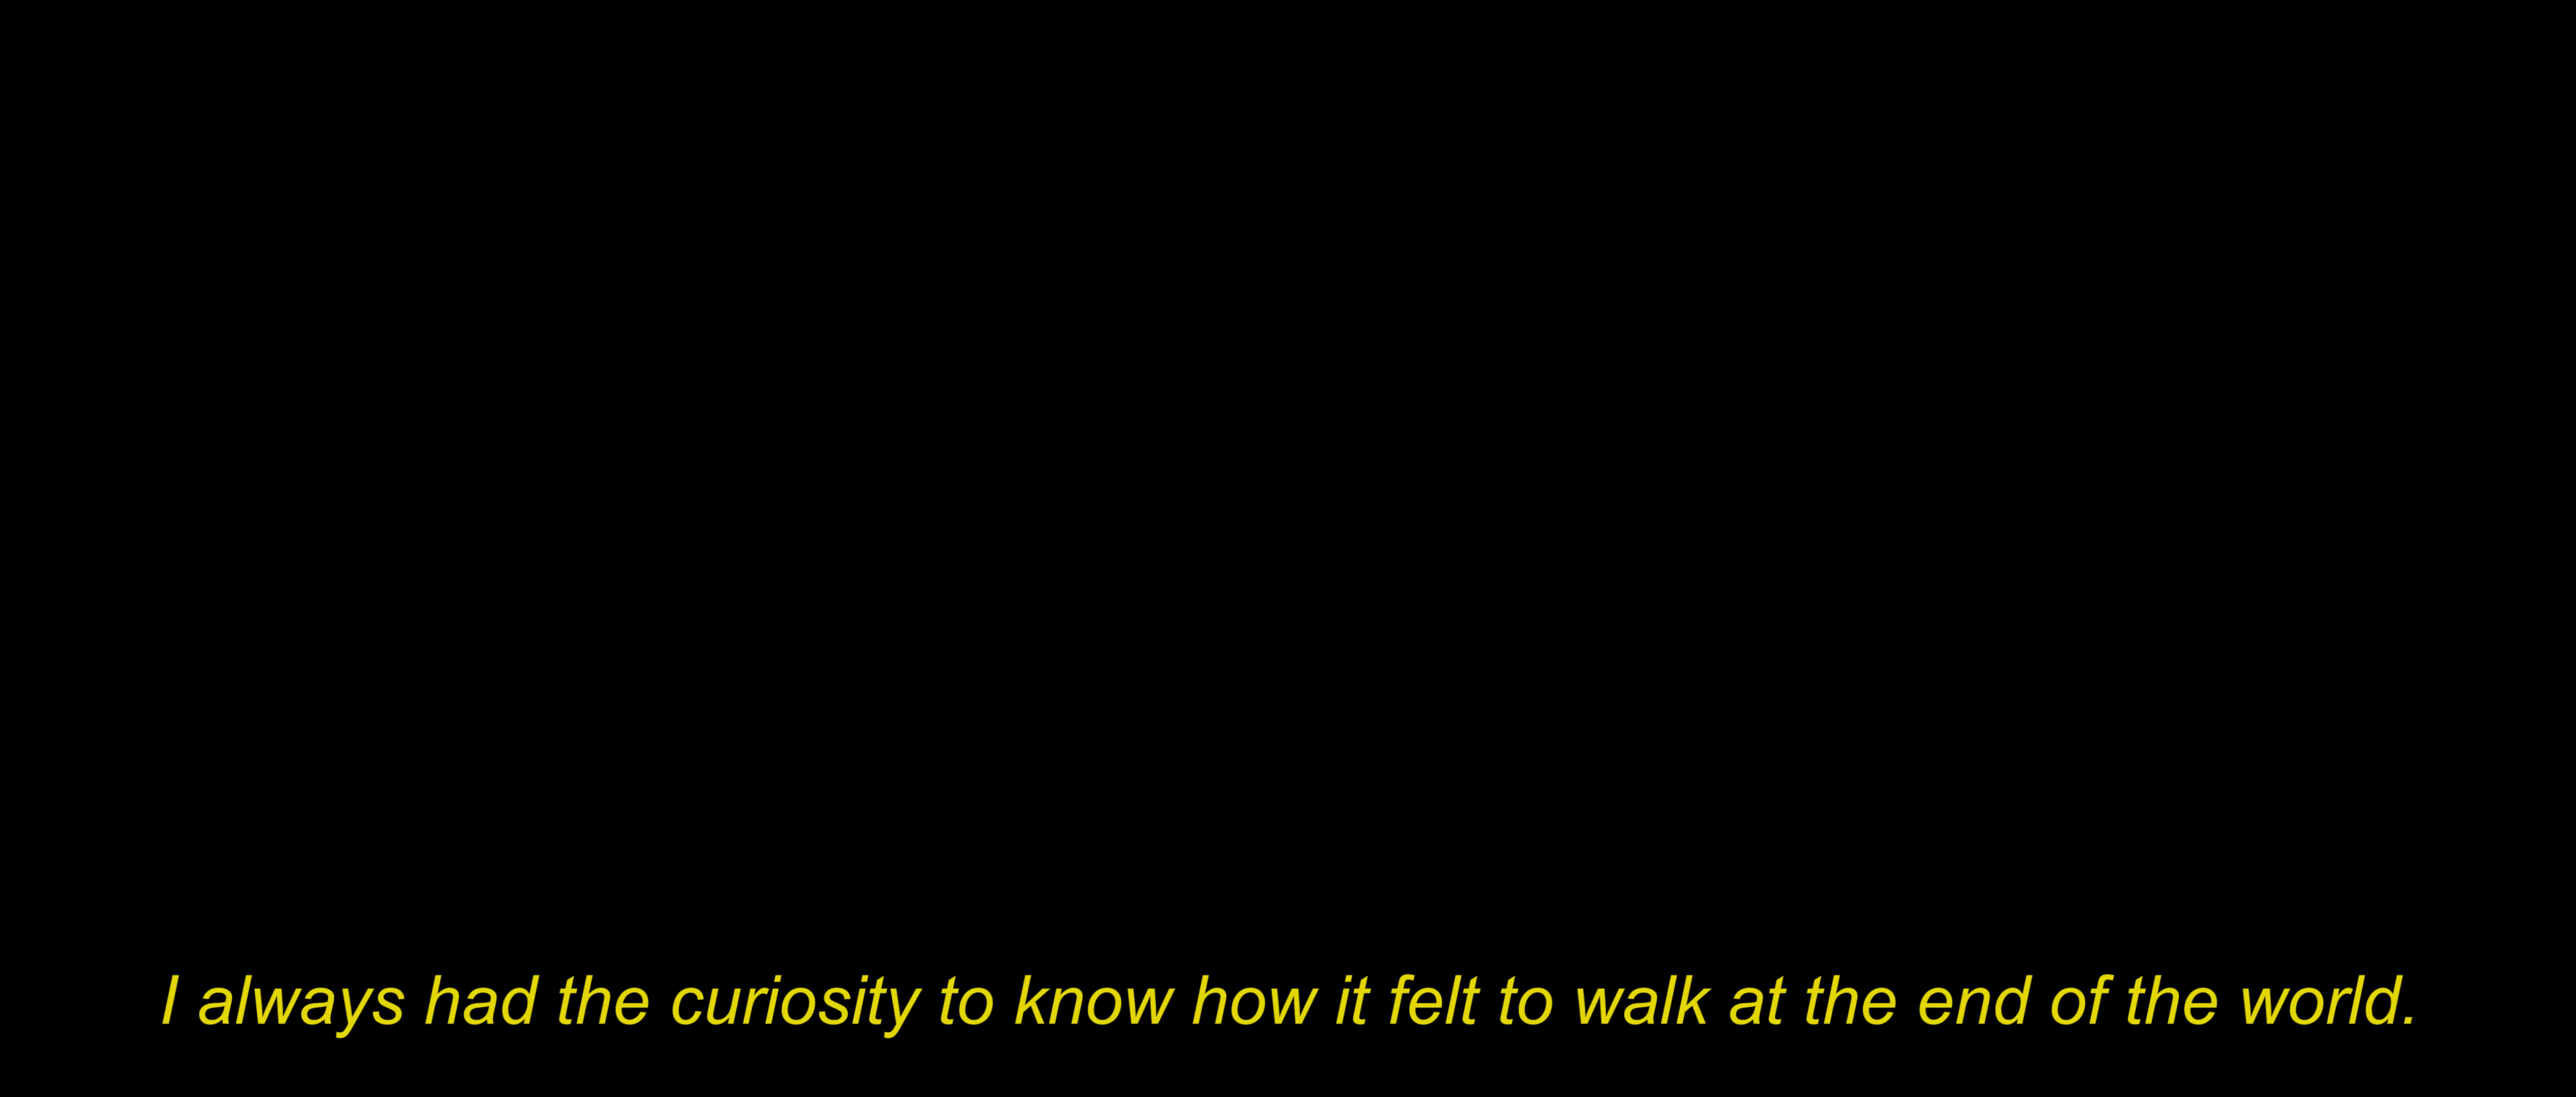 I always had the curiosity to know how it felt to walk at the end of the world.